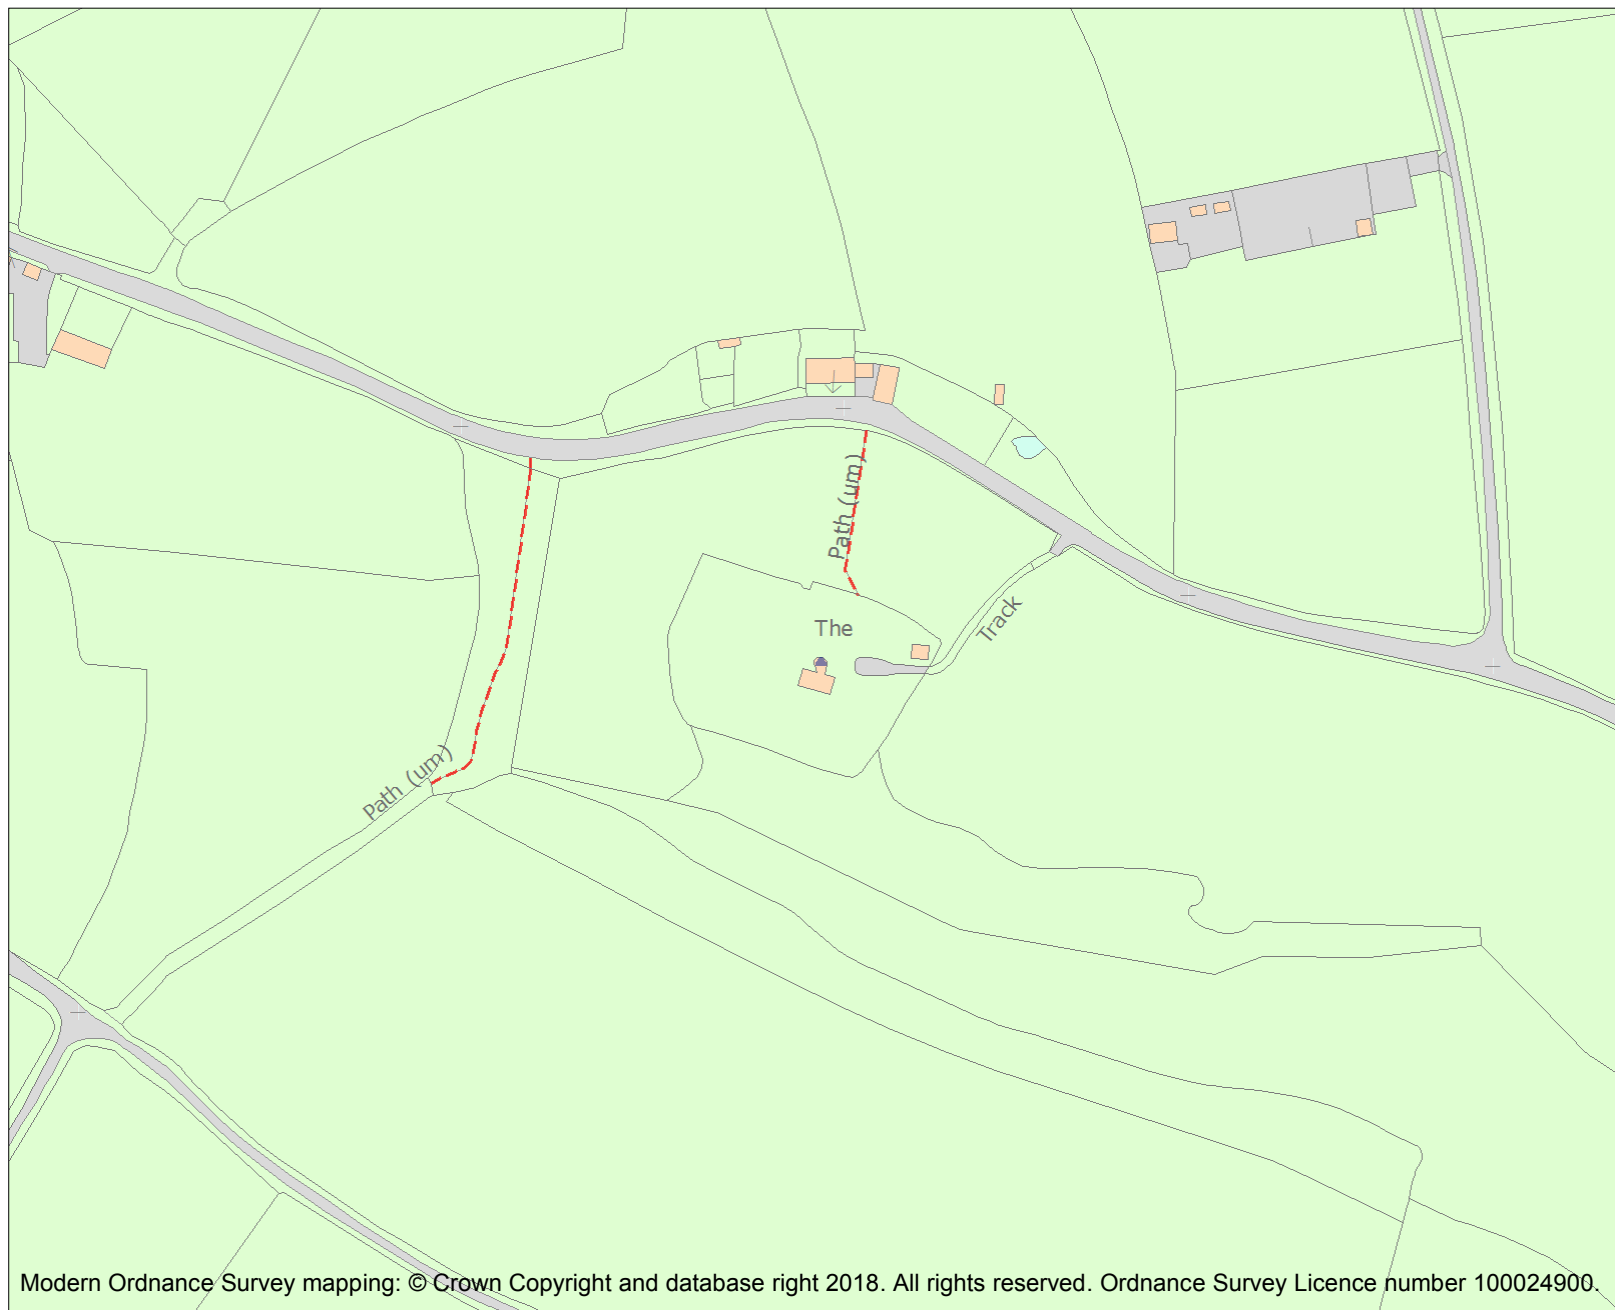 Path (um)
The
Track
Path (um)
Modern Ordnance Survey mapping: © Crown Copyright and database right 2018. All rights reserved. Ordnance Survey Licence number 100024900.